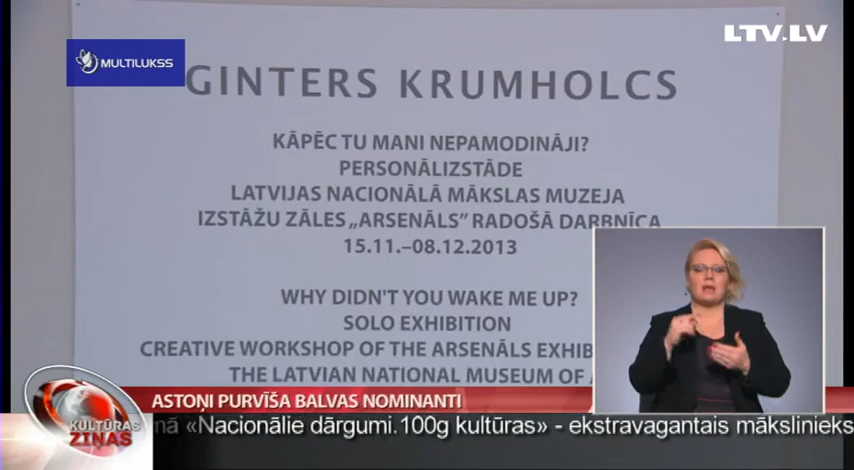 LTV.LV
MULTILUKSS
GINTERS KRUMHOLCS
KĀPĒC TU MANI NEPAMODINĀJI?
PERSONĀLIZSTĀDE
LATVIJAS NACIONĀLĀ MĀKSLAS MUZEJA
IZSTĀŽU ZĀLES „ARSENĀLS” RADOŠĀ DARBNĪCA
15.11.–08.12.2013
WHY DIDN'T YOU WAKE ME UP?
SOLO EXHIBITION
CREATIVE WORKSHOP OF THE ARSENĀLS
THE LATVIAN NATIONAL MUSEUM OF
ASTOŅI PURVĪŠA BALVAS NOMINANTI
KULTŪRAS
ZIŅAS
«Nacionālie dārgumi.100g kultūras» - ekstravagantais mākslinieks